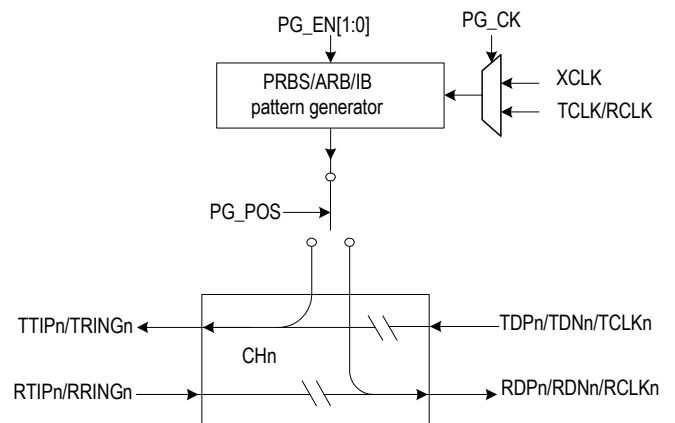 PG_EN[1:0]
PG_CK
PRBS/ARB/IB
pattern generator
XCLK
TCLK/RCLK
PG_POS
TTIPn/TRINGn
TDPn/TDNn/TCLKn
CHn
RTIPn/RRINGn
RDPn/RDNn/RCLKn